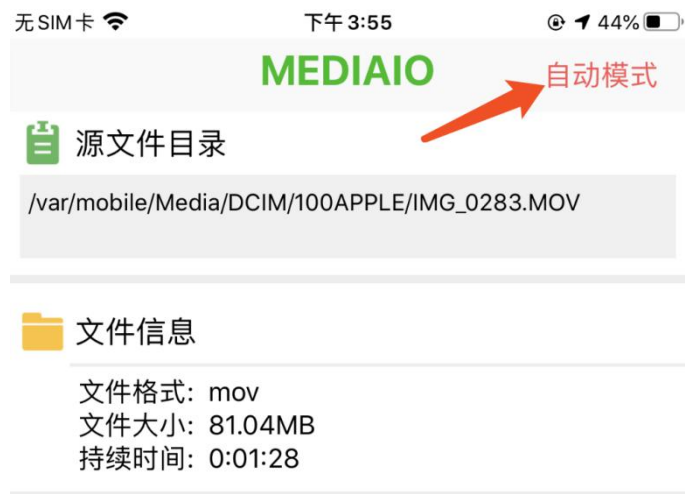 无SIM卡 下午3:55 44%
MEDIAIO 自动模式
源文件目录
/var/mobile/Media/DCIM/100APPLE/IMG_0283.MOV
文件信息
文件格式: mov
文件大小: 81.04MB
持续时间: 0:01:28